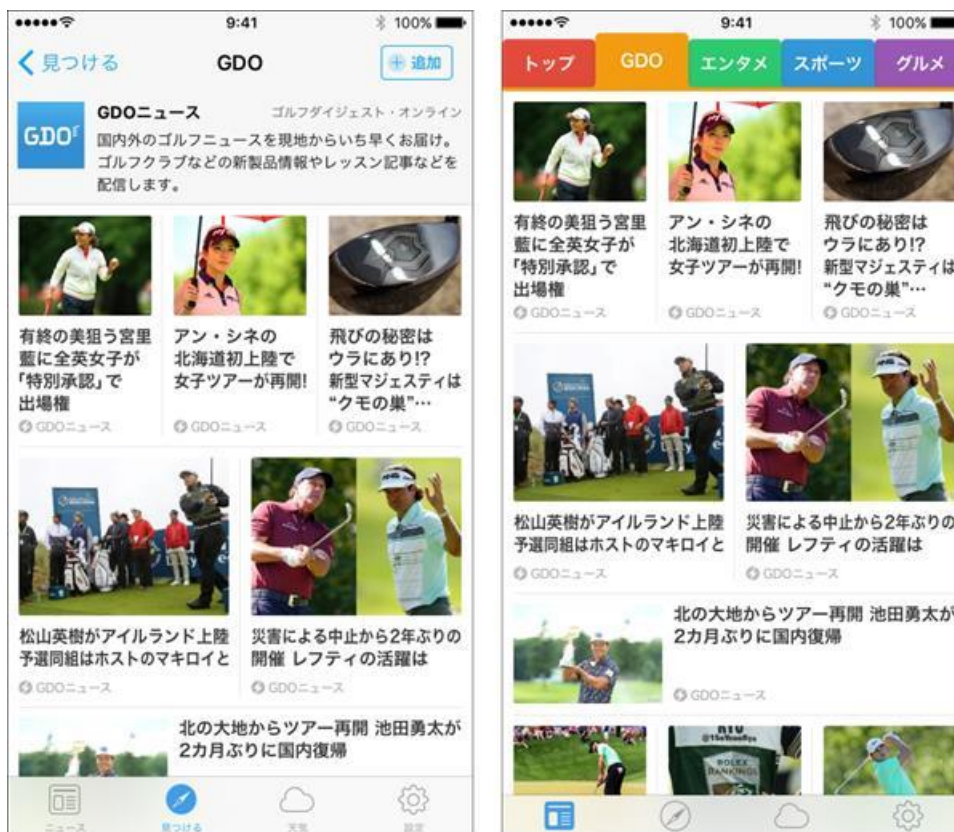 9:41
100%
見つける
GDO
追加
GDO
GDOニュース
ゴルフダイジェスト・オンライン
国内外のゴルフニュースを現地からいち早くお届け。
ゴルフクラブなどの新製品情報やレッスン記事などを
配信します。
有終の美狙う宮里
藍に全英女子が
「特別承認」で
出場権
GDOニュース
アン・シネの
北海道初上陸で
女子ツアーが再開!
GDOニュース
飛びの秘密は
ウラにあり!?
新型マジェスティは
“クモの巣”…
GDOニュース
松山英樹がアイルランド上陸
予選同組はホストのマキロイと
GDOニュース
災害による中止から2年ぶりの
開催 レフティの活躍は
GDOニュース
北の大地からツアー再開 池田勇太が
2カ月ぶりに国内復帰
ニュース
見つける
天気
設定
9:41
100%
トップ
GDO
エンタメ
スポーツ
グルメ
有終の美狙う宮里
藍に全英女子が
「特別承認」で
出場権
GDOニュース
アン・シネの
北海道初上陸で
女子ツアーが再開!
GDOニュース
飛びの秘密は
ウラにあり!?
新型マジェスティは
“クモの巣”…
GDOニュース
松山英樹がアイルランド上陸
予選同組はホストのマキロイと
GDOニュース
災害による中止から2年ぶりの
開催 レフティの活躍は
GDOニュース
北の大地からツアー再開 池田勇太が
2カ月ぶりに国内復帰
GDOニュース
ROLEX
RANKINGS